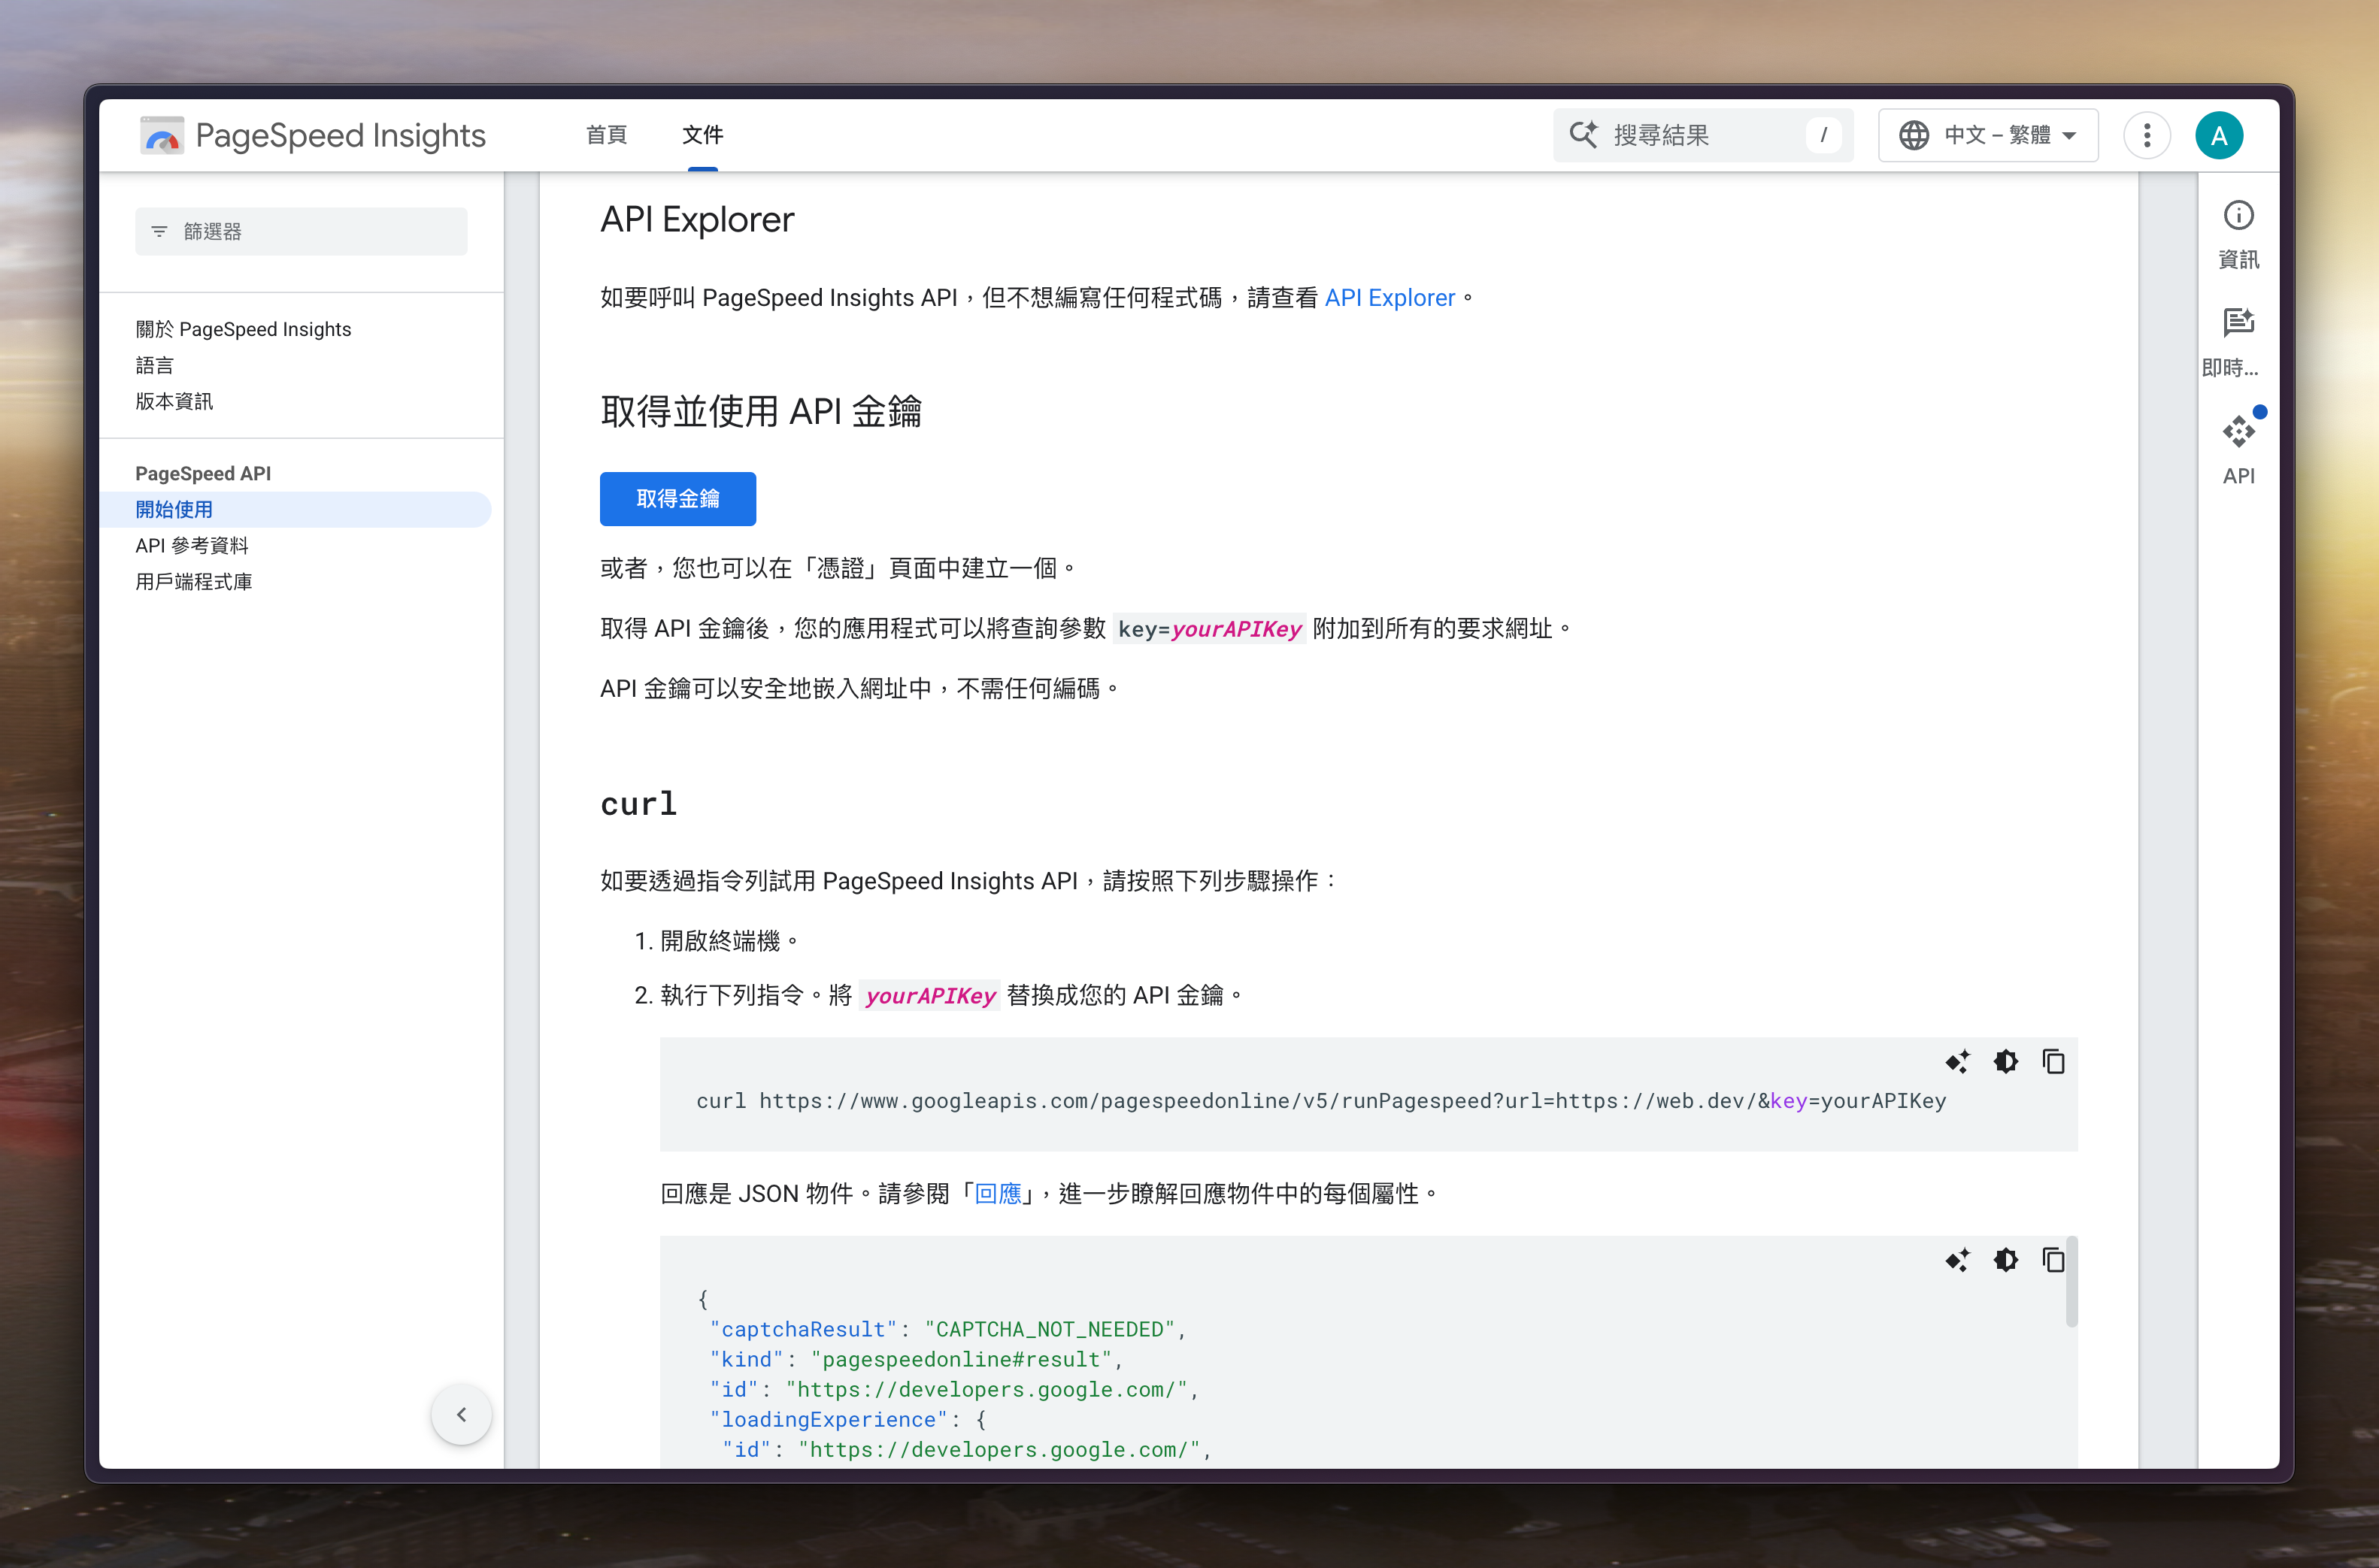 PageSpeed Insights
首頁
文件
搜尋結果
/
中文 – 繁體
A
篩選器
關於 PageSpeed Insights
語言
版本資訊
PageSpeed API
開始使用
API 參考資料
用戶端程式庫
API Explorer
如要呼叫 PageSpeed Insights API，但不想編寫任何程式碼，請查看 API Explorer。
取得並使用 API 金鑰
取得金鑰
或者，您也可以在「憑證」頁面中建立一個。
取得 API 金鑰後，您的應用程式可以將查詢參數 key=yourAPIKey 附加到所有的要求網址。
API 金鑰可以安全地嵌入網址中，不需任何編碼。
curl
如要透過指令列試用 PageSpeed Insights API，請按照下列步驟操作：
1. 開啟終端機。
2. 執行下列指令。將 yourAPIKey 替換成您的 API 金鑰。
curl https://www.googleapis.com/pagespeedonline/v5/runPagespeed?url=https://web.dev/&key=yourAPIKey
回應是 JSON 物件。請參閱「回應」，進一步瞭解回應物件中的每個屬性。
{
"captchaResult": "CAPTCHA_NOT_NEEDED",
"kind": "pagespeedonline#result",
"id": "https://developers.google.com/",
"loadingExperience": {
"id": "https://developers.google.com/",
資訊
即時...
API